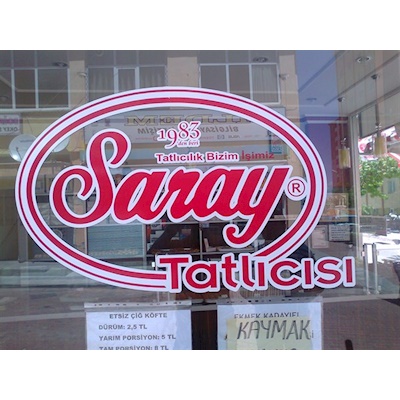 1983
'den beri
Tatlıcılık Bizim İşimiz
Saray®
Tatlıcısı
ETSİZ ÇİĞ KÖFTE
DÜRÜM: 2,5 TL
YARIM PORSİYON: 5 TL
TAM PORSİYON: 8 TL
EKMEK KADAYIFI
KAYMAK